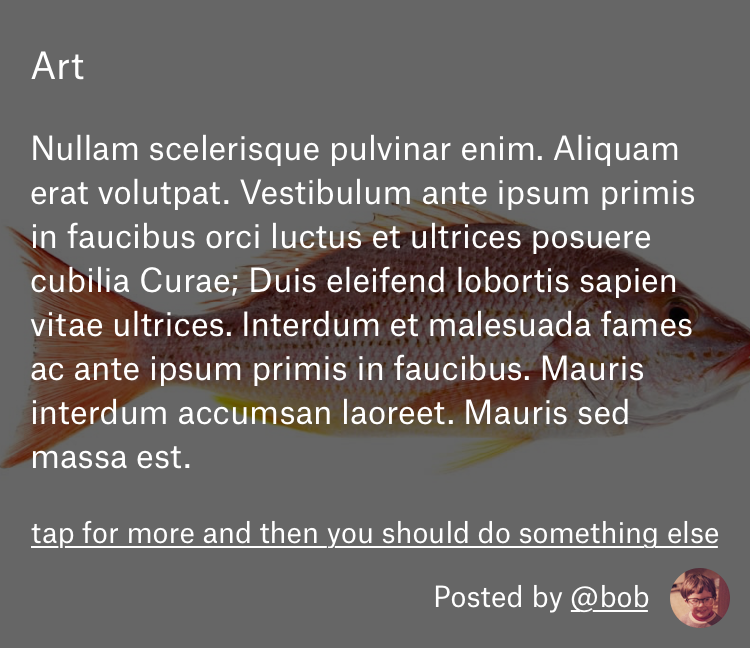 Art
Nullam scelerisque pulvinar enim. Aliquam
erat volutpat. Vestibulum ante ipsum primis
in faucibus orci luctus et ultrices posuere
cubilia Curae; Duis eleifend lobortis sapien
vitae ultrices. Interdum et malesuada fames
ac ante ipsum primis in faucibus. Mauris
interdum accumsan laoreet. Mauris sed
massa est.
tap for more and then you should do something else
Posted by @bob